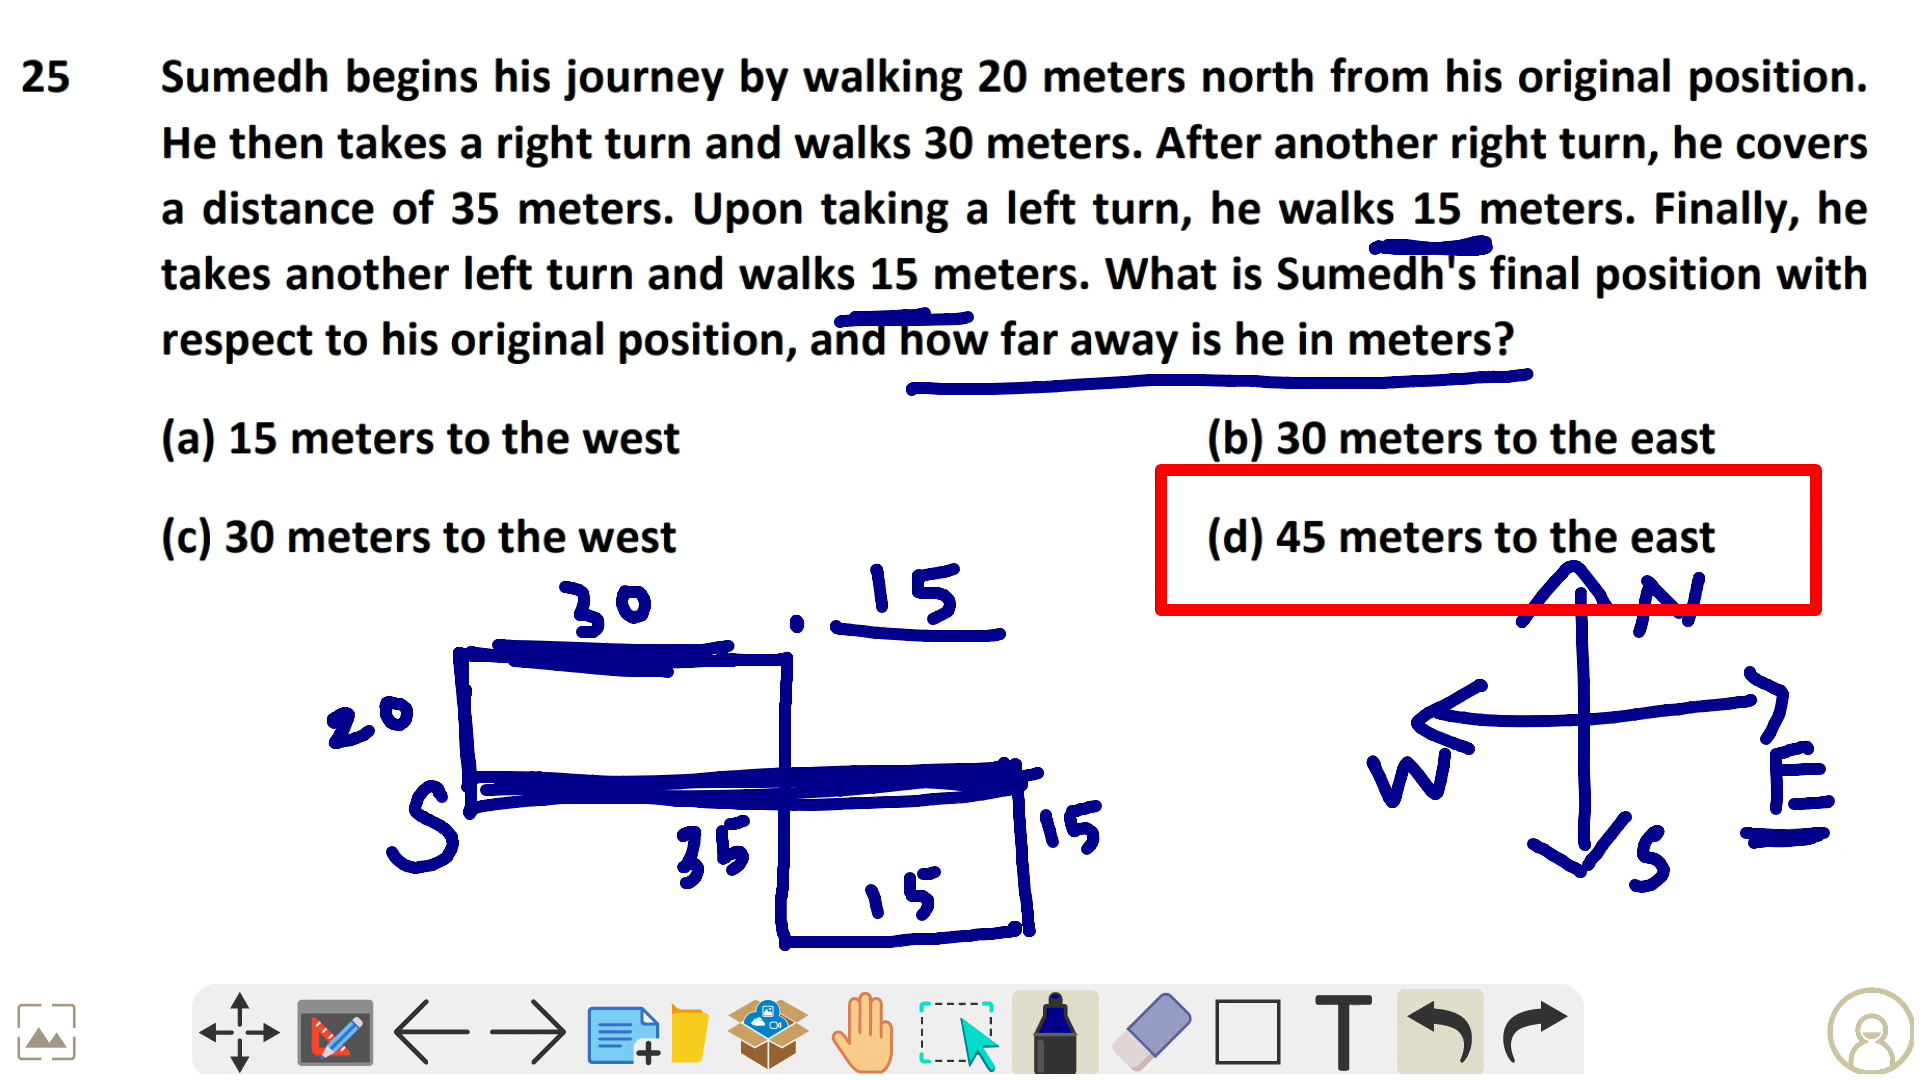 25 Sumedh begins his journey by walking 20 meters north from his original position.
He then takes a right turn and walks 30 meters. After another right turn, he covers
a distance of 35 meters. Upon taking a left turn, he walks 15 meters. Finally, he
takes another left turn and walks 15 meters. What is Sumedh's final position with
respect to his original position, and how far away is he in meters?
(a) 15 meters to the west (b) 30 meters to the east
(c) 30 meters to the west (d) 45 meters to the east
30 15 N
20
W E
S 35 15 S
15
T